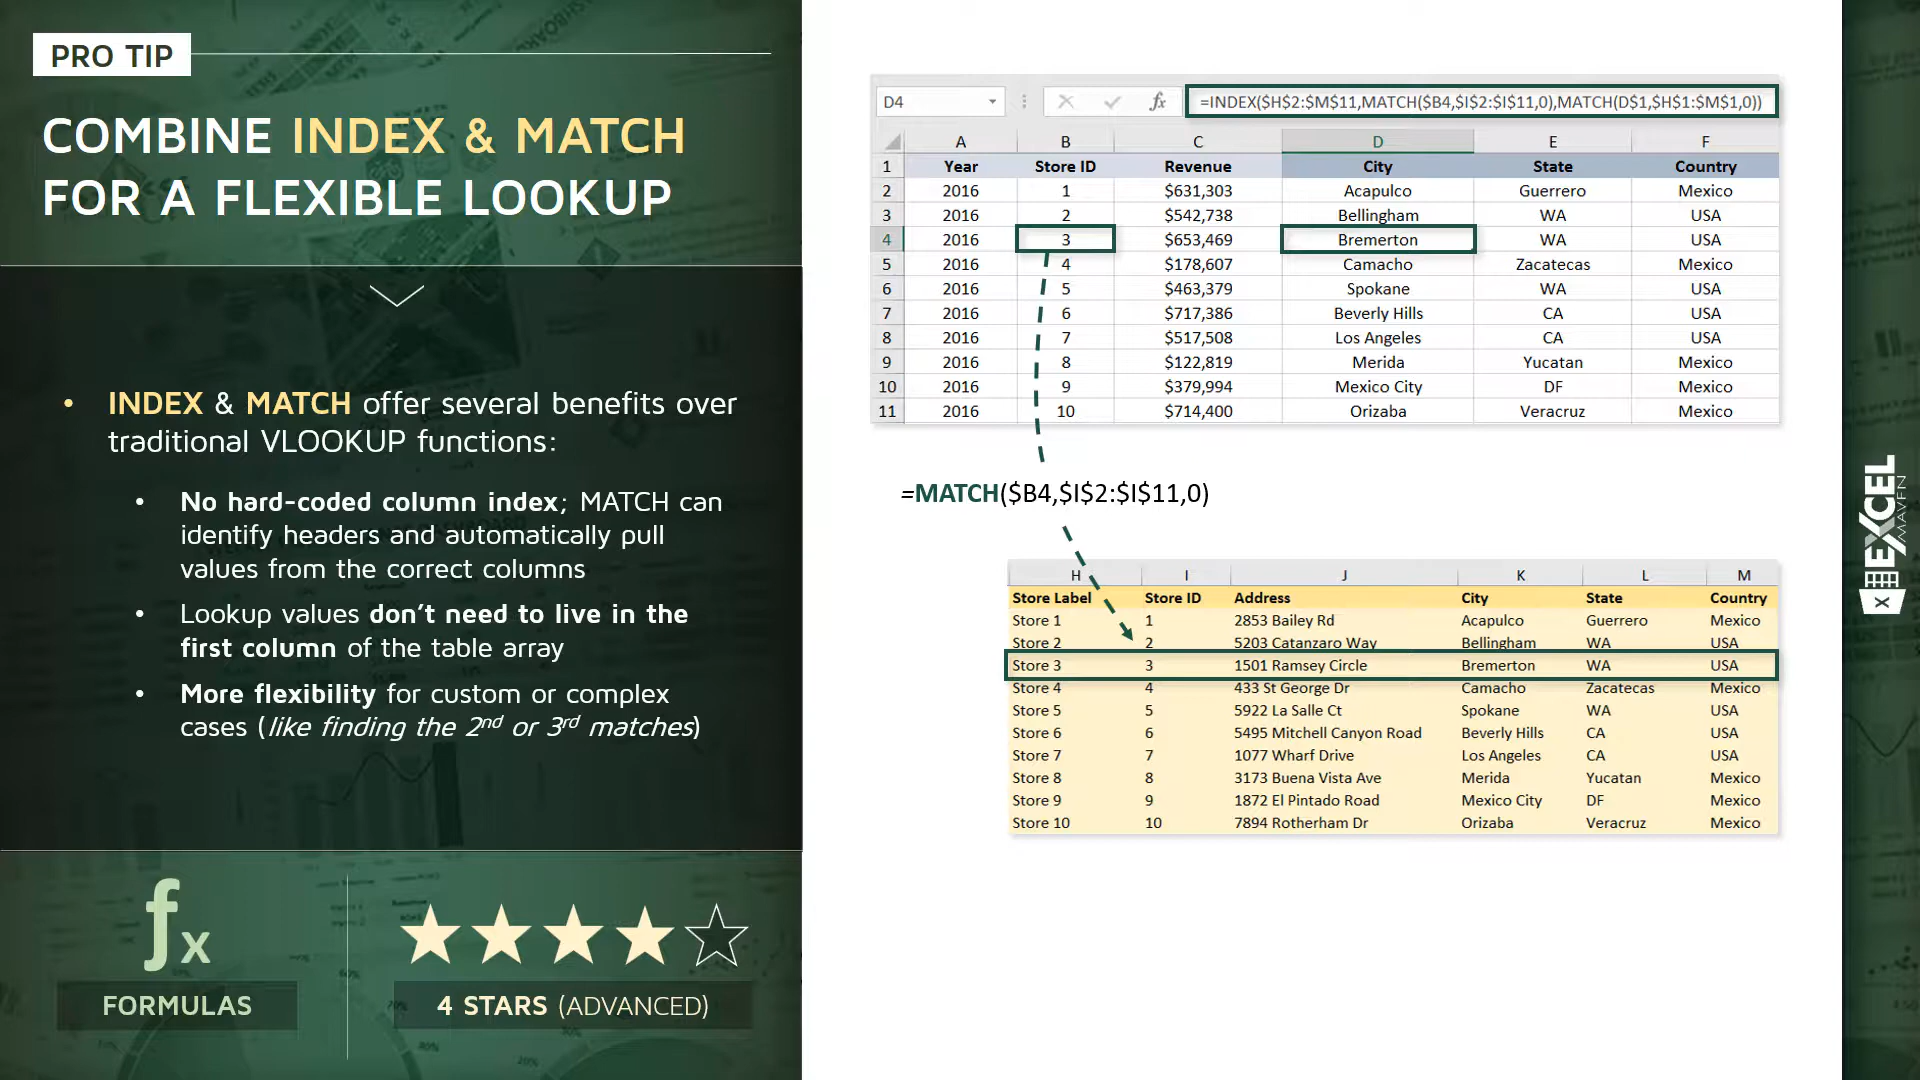 PRO TIP
COMBINE INDEX & MATCH
FOR A FLEXIBLE LOOKUP
• INDEX & MATCH offer several benefits over
traditional VLOOKUP functions:
• No hard-coded column index; MATCH can
identify headers and automatically pull
values from the correct columns
• Lookup values don’t need to live in the
first column of the table array
• More flexibility for custom or complex
cases (like finding the 2nd or 3rd matches)
fx
FORMULAS
4 STARS (ADVANCED)
D4 fx =INDEX($H$2:$M$11,MATCH($B4,$I$2:$I$11,0),MATCH(D$1,$H$1:$M$1,0))
A B C D E F
1 Year Store ID Revenue City State Country
2 2016 1 $631,303 Acapulco Guerrero Mexico
3 2016 2 $542,738 Bellingham WA USA
4 2016 3 $653,469 Bremerton WA USA
5 2016 4 $178,607 Camacho Zacatecas Mexico
6 2016 5 $463,379 Spokane WA USA
7 2016 6 $717,386 Beverly Hills CA USA
8 2016 7 $517,508 Los Angeles CA USA
9 2016 8 $122,819 Merida Yucatan Mexico
10 2016 9 $379,994 Mexico City DF Mexico
11 2016 10 $714,400 Orizaba Veracruz Mexico
=MATCH($B4,$I$2:$I$11,0)
H I J K L M
Store Label Store ID Address City State Country
Store 1 1 2853 Bailey Rd Acapulco Guerrero Mexico
Store 2 2 5203 Catanzaro Way Bellingham WA USA
Store 3 3 1501 Ramsey Circle Bremerton WA USA
Store 4 4 433 St George Dr Camacho Zacatecas Mexico
Store 5 5 5922 La Salle Ct Spokane WA USA
Store 6 6 5495 Mitchell Canyon Road Beverly Hills CA USA
Store 7 7 1077 Wharf Drive Los Angeles CA USA
Store 8 8 3173 Buena Vista Ave Merida Yucatan Mexico
Store 9 9 1872 El Pintado Road Mexico City DF Mexico
Store 10 10 7894 Rotherham Dr Orizaba Veracruz Mexico
X EXCEL
MAVEN